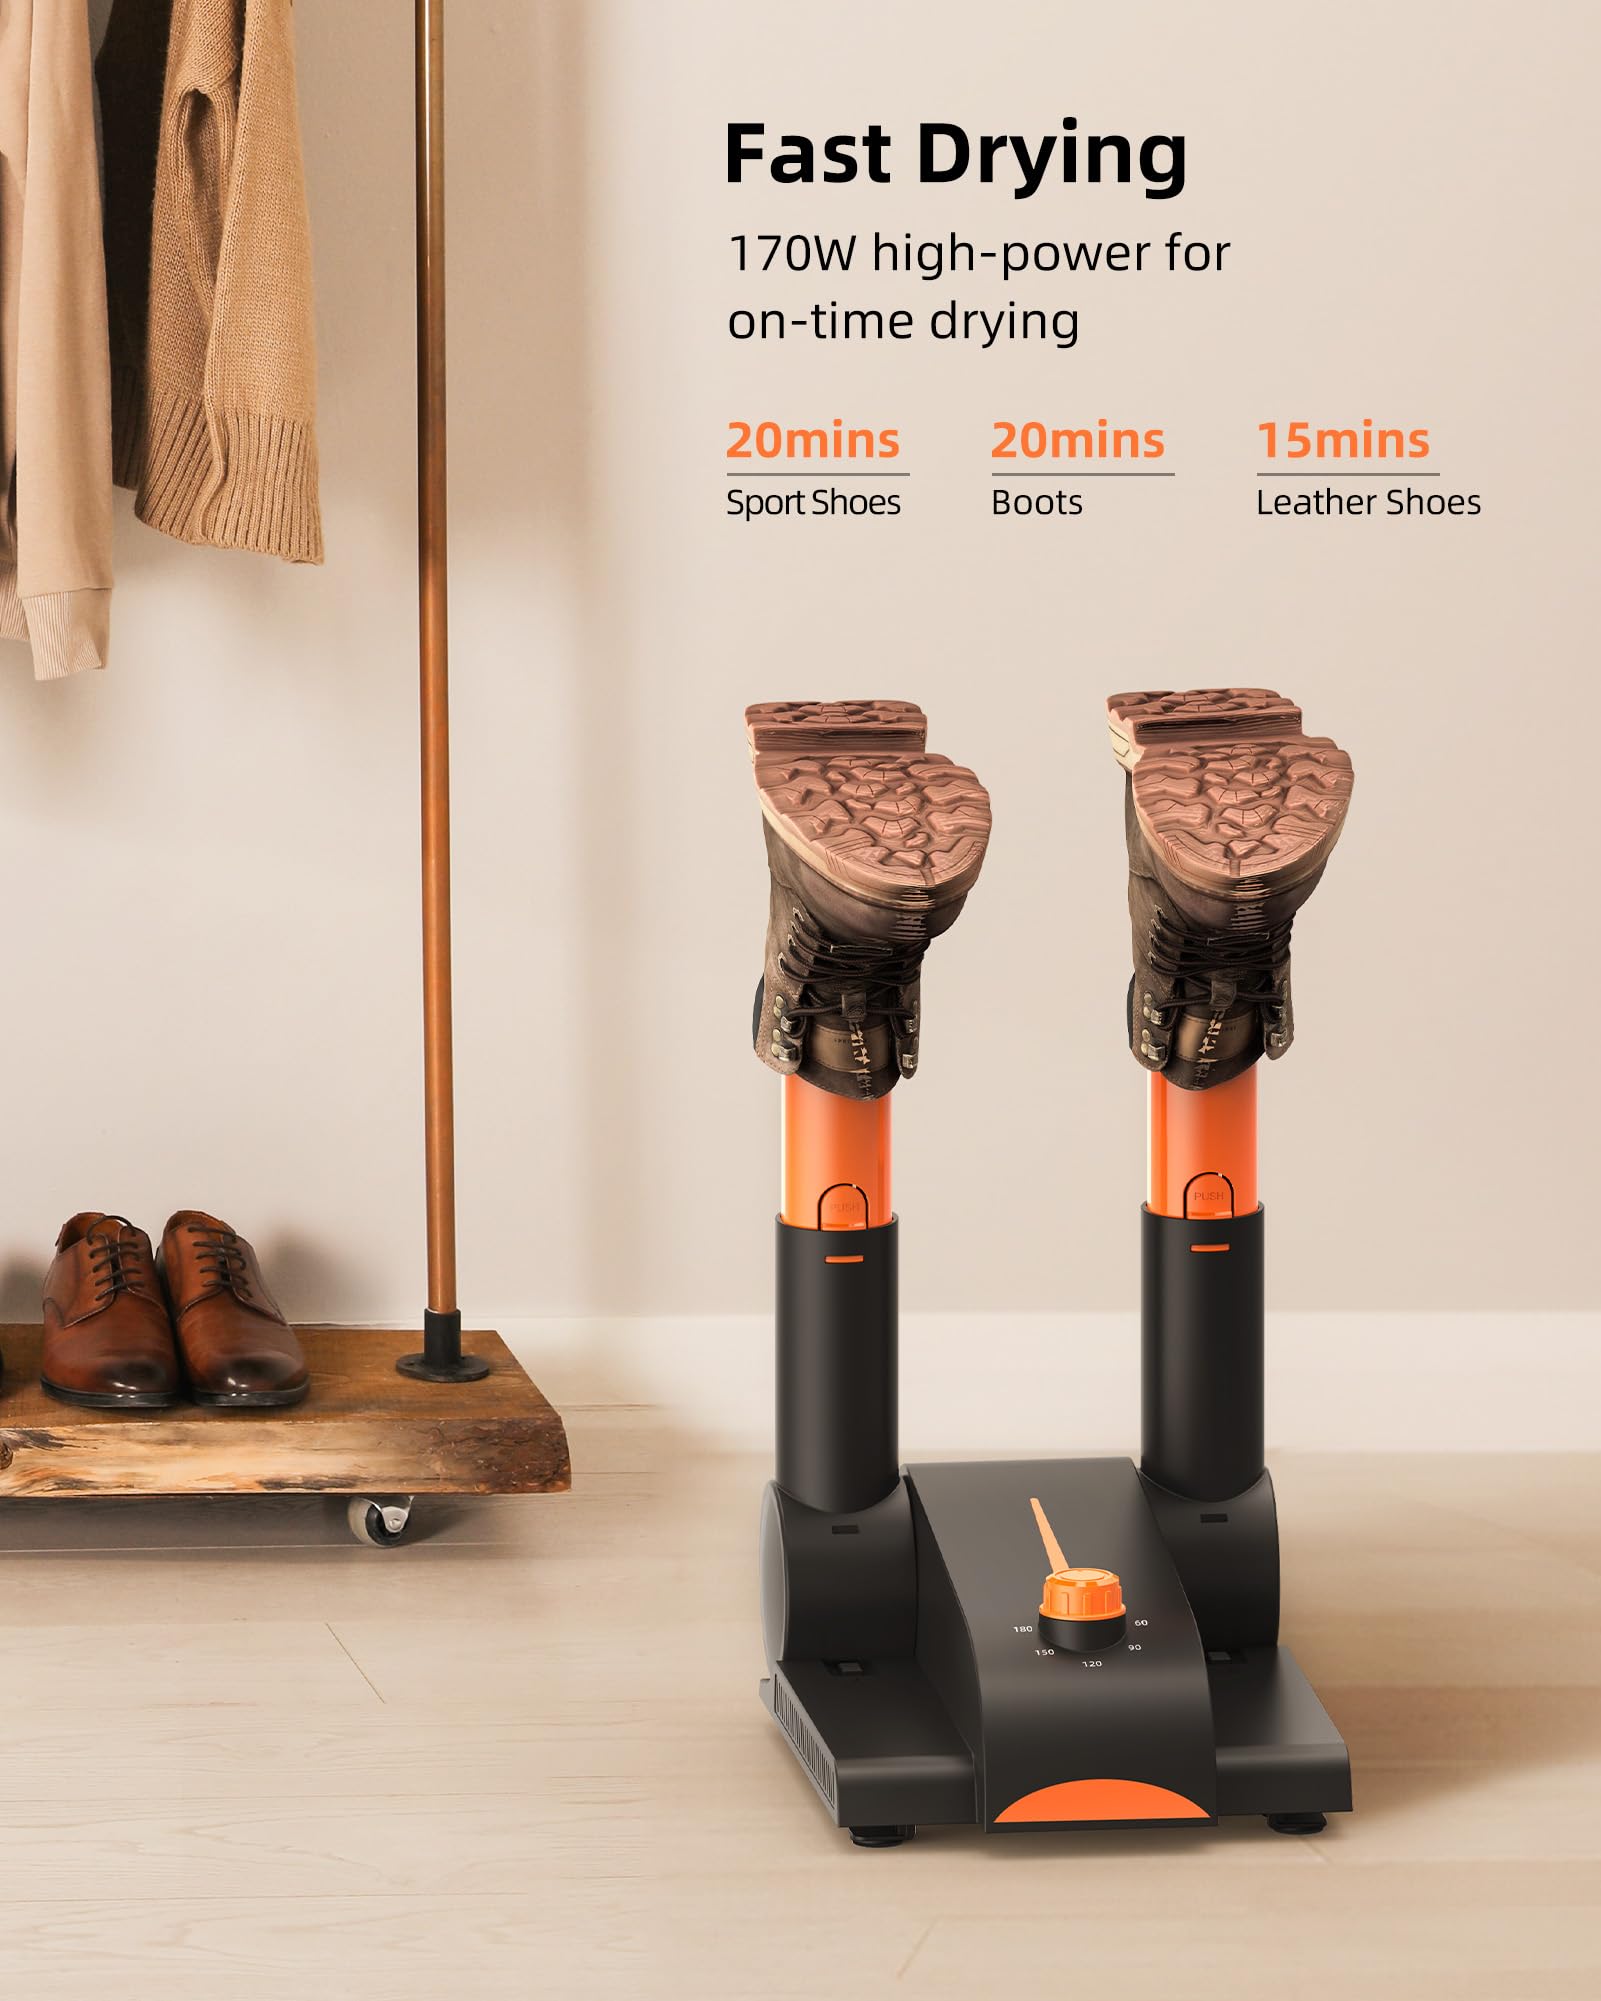 Fast Drying
170W high-power for
on-time drying
20mins 20mins 15mins
Sport Shoes Boots Leather Shoes
PUSH PUSH
180 60
150 90
120